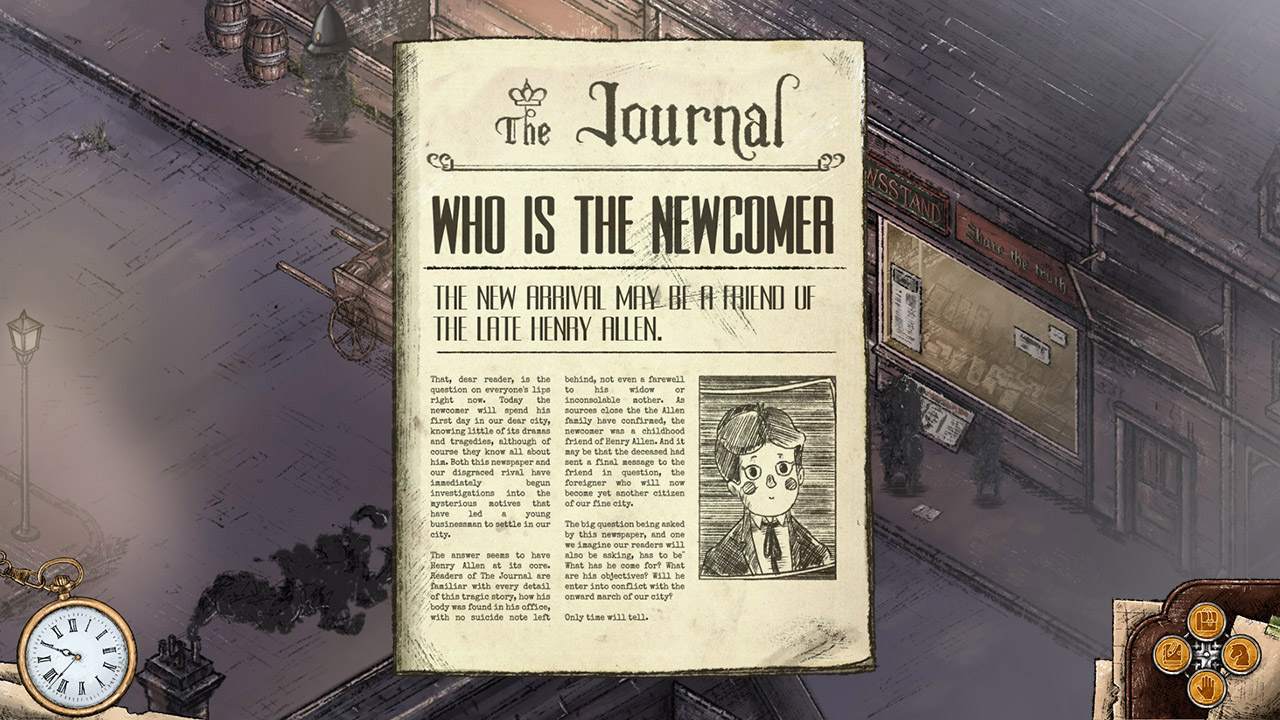 The Journal
WHO IS THE NEWCOMER
THE NEW ARRIVAL MAY BE A FRIEND OF
THE LATE HENRY ALLEN.
That, dear reader, is the
question on everyone's lips
right now. Today the
newcomer will spend his
first day in our dear city,
knowing little of its dramas
and tragedies, although of
course they know all about
him. Both this newspaper and
our disgraced rival have
immediately begun
investigations into the
mysterious motives that
have led a young
businessman to settle in our
city.
The answer seems to have
Henry Allen at its core.
Readers of The Journal are
familiar with every detail
of this tragic story, how his
body was found in his office,
with no suicide note left
behind, not even a farewell
to his widow or
inconsolable mother. As
sources close the the Allen
family have confirmed, the
newcomer was a childhood
friend of Henry Allen. And it
may be that the deceased had
sent a final message to the
friend in question, the
foreigner who will now
become yet another citizen
of our fine city.
The big question being asked
by this newspaper, and one
we imagine our readers will
also be asking, has to be"
What has he come for? What
are his objectives? Will he
enter into conflict with the
onward march of our city?
Only time will tell.
WSSTAND
Share the truth